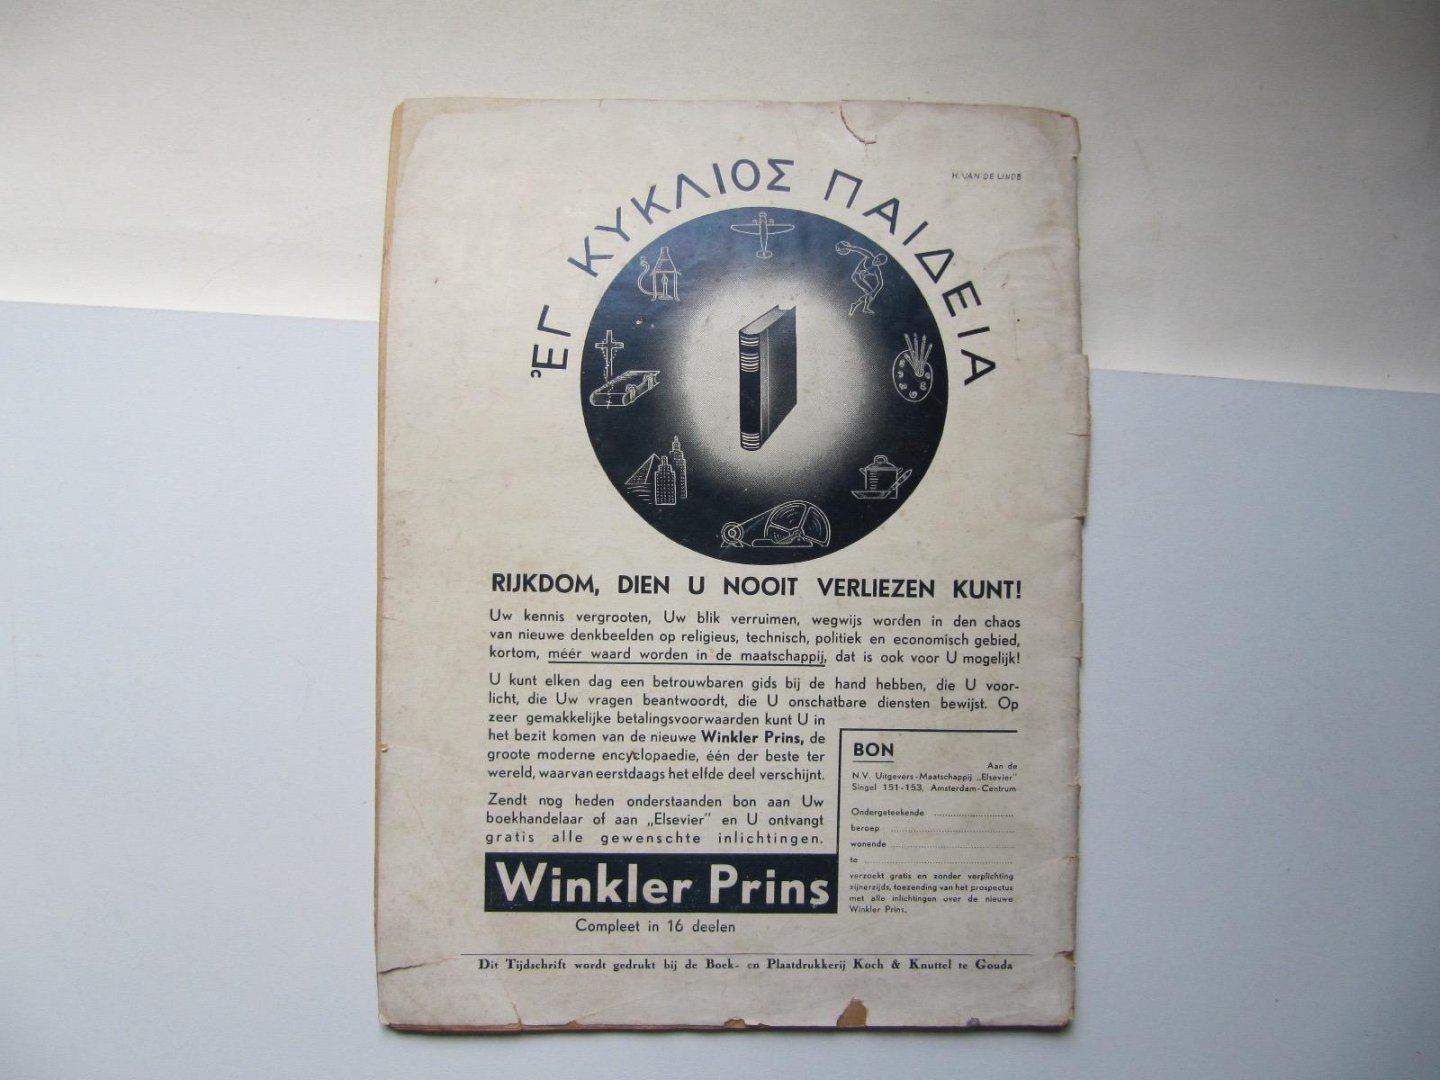 H. VAN DE LINDE
ἘΓ ΚΥΚΛΙΟΣ ΠΑΙΔΕΙΑ
RIJKDOM, DIEN U NOOIT VERLIEZEN KUNT!
Uw kennis vergrooten, Uw blik verruimen, wegwijs worden in den chaos
van nieuwe denkbeelden op religieus, technisch, politiek en economisch gebied,
kortom, méér waard worden in de maatschappij, dat is ook voor U mogelijk!
U kunt elken dag een betrouwbaren gids bij de hand hebben, die U voor-
licht, die Uw vragen beantwoordt, die U onschatbare diensten bewijst. Op
zeer gemakkelijke betalingsvoorwaarden kunt U in
het bezit komen van de nieuwe Winkler Prins, de
groote moderne encyclopaedie, één der beste ter
wereld, waarvan eerstdaags het elfde deel verschijnt.
Zendt nog heden onderstaanden bon aan Uw
boekhandelaar of aan „Elsevier" en U ontvangt
gratis alle gewenschte inlichtingen.
Winkler Prins
Compleet in 16 deelen
BON
Aan de
N.V. Uitgevers-Maatschappij „Elsevier"
Singel 151-153, Amsterdam-Centrum
Ondergeteekende
beroep
wonende
te
verzoekt gratis en zonder verplichting
zijnerzijds, toezending van het prospectus
met alle inlichtingen over de nieuwe
Winkler Prins.
Dit Tijdschrift wordt gedrukt bij de Boek- en Plaatdrukkerij Koch & Knuttel te Gouda